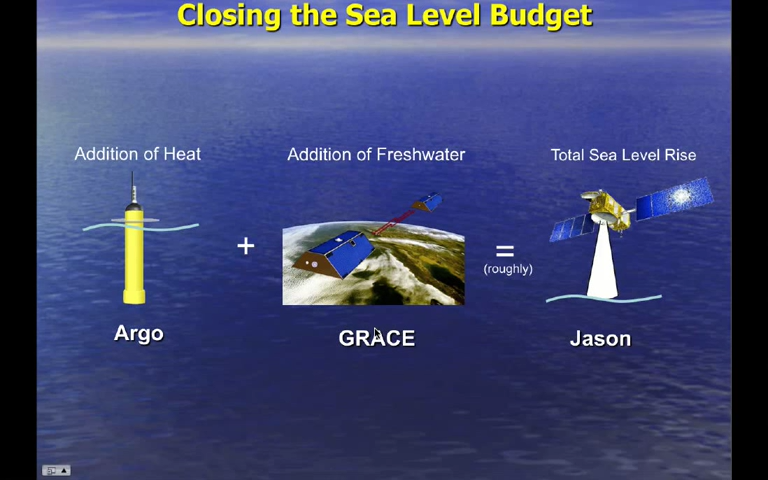 Closing the Sea Level Budget
Addition of Heat
Addition of Freshwater
Total Sea Level Rise
+
=
(roughly)
Argo
GRACE
Jason